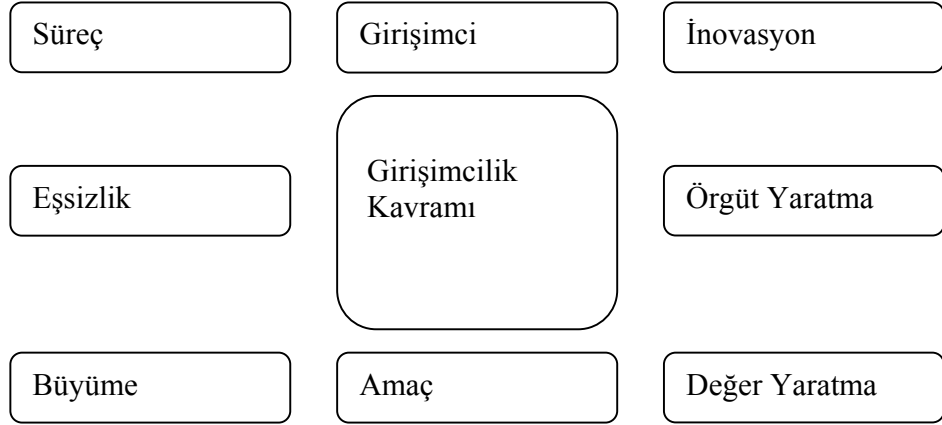 Süreç
Girişimci
İnovasyon
Eşsizlik
Girişimcilik
Kavramı
Örgüt Yaratma
Büyüme
Amaç
Değer Yaratma